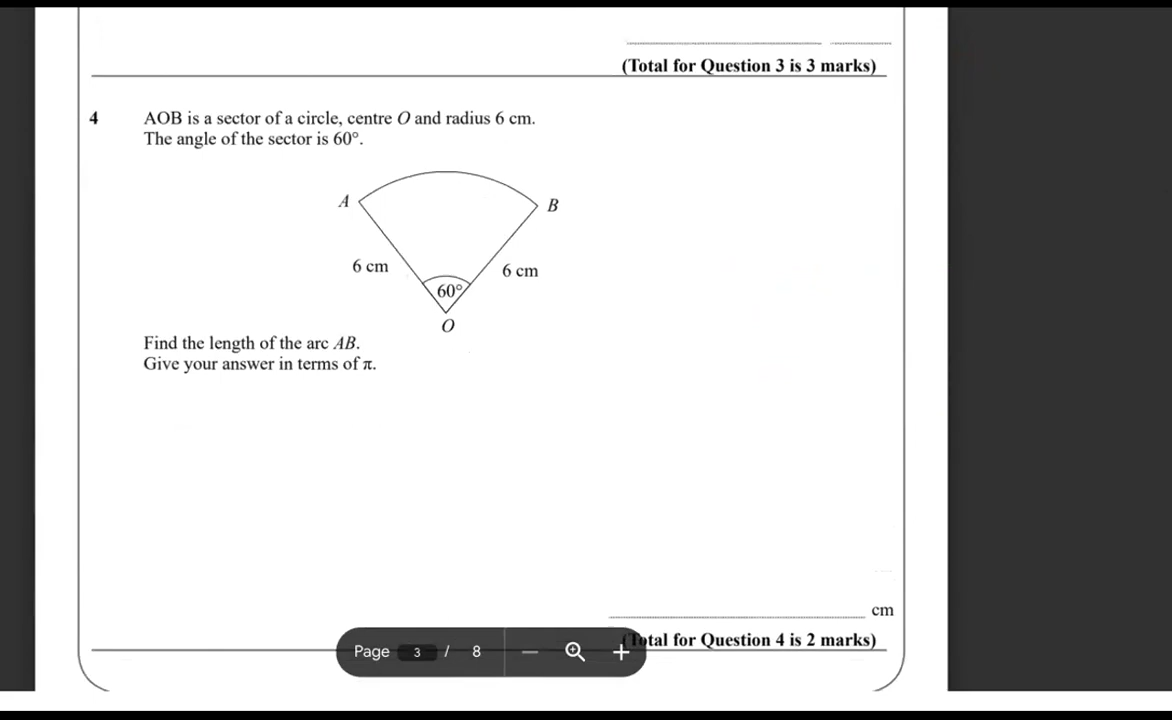 (Total for Question 3 is 3 marks)
4 AOB is a sector of a circle, centre O and radius 6 cm.
The angle of the sector is 60°.
A
B
6 cm
6 cm
60°
O
Find the length of the arc AB.
Give your answer in terms of π.
cm
(Total for Question 4 is 2 marks)
Page 3 / 8